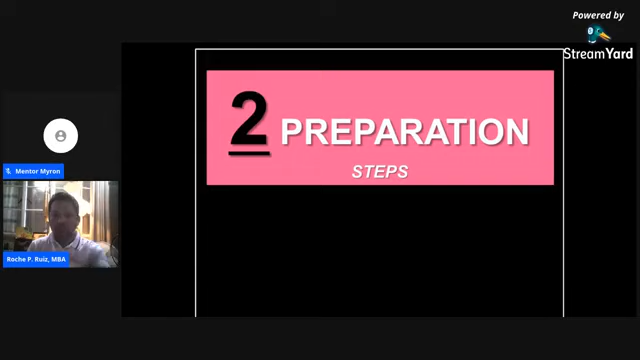 Powered by
StreamYard
2 PREPARATION
STEPS
Mentor Myron
Roche P. Ruiz, MBA